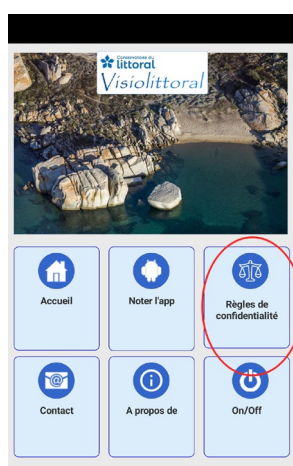 Conservatoire du
littoral
Visiolittoral
Accueil
Noter l'app
Règles de
confidentialité
Contact
A propos de
On/Off